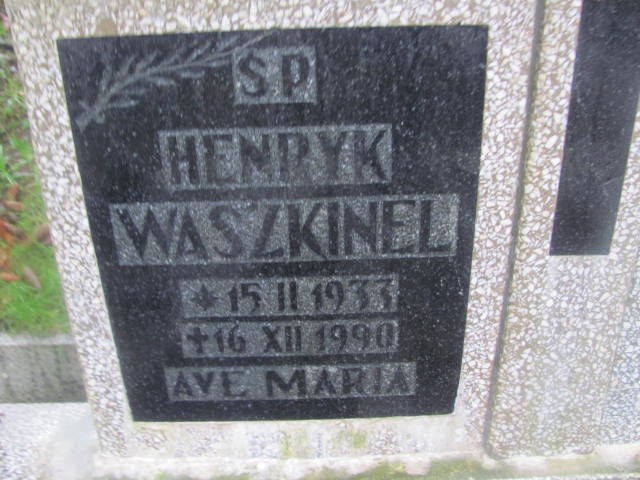 SP
HENRYK
WASZKINEL
* 15 II 1933
✝ 16 XII 1990
AVE MARIA